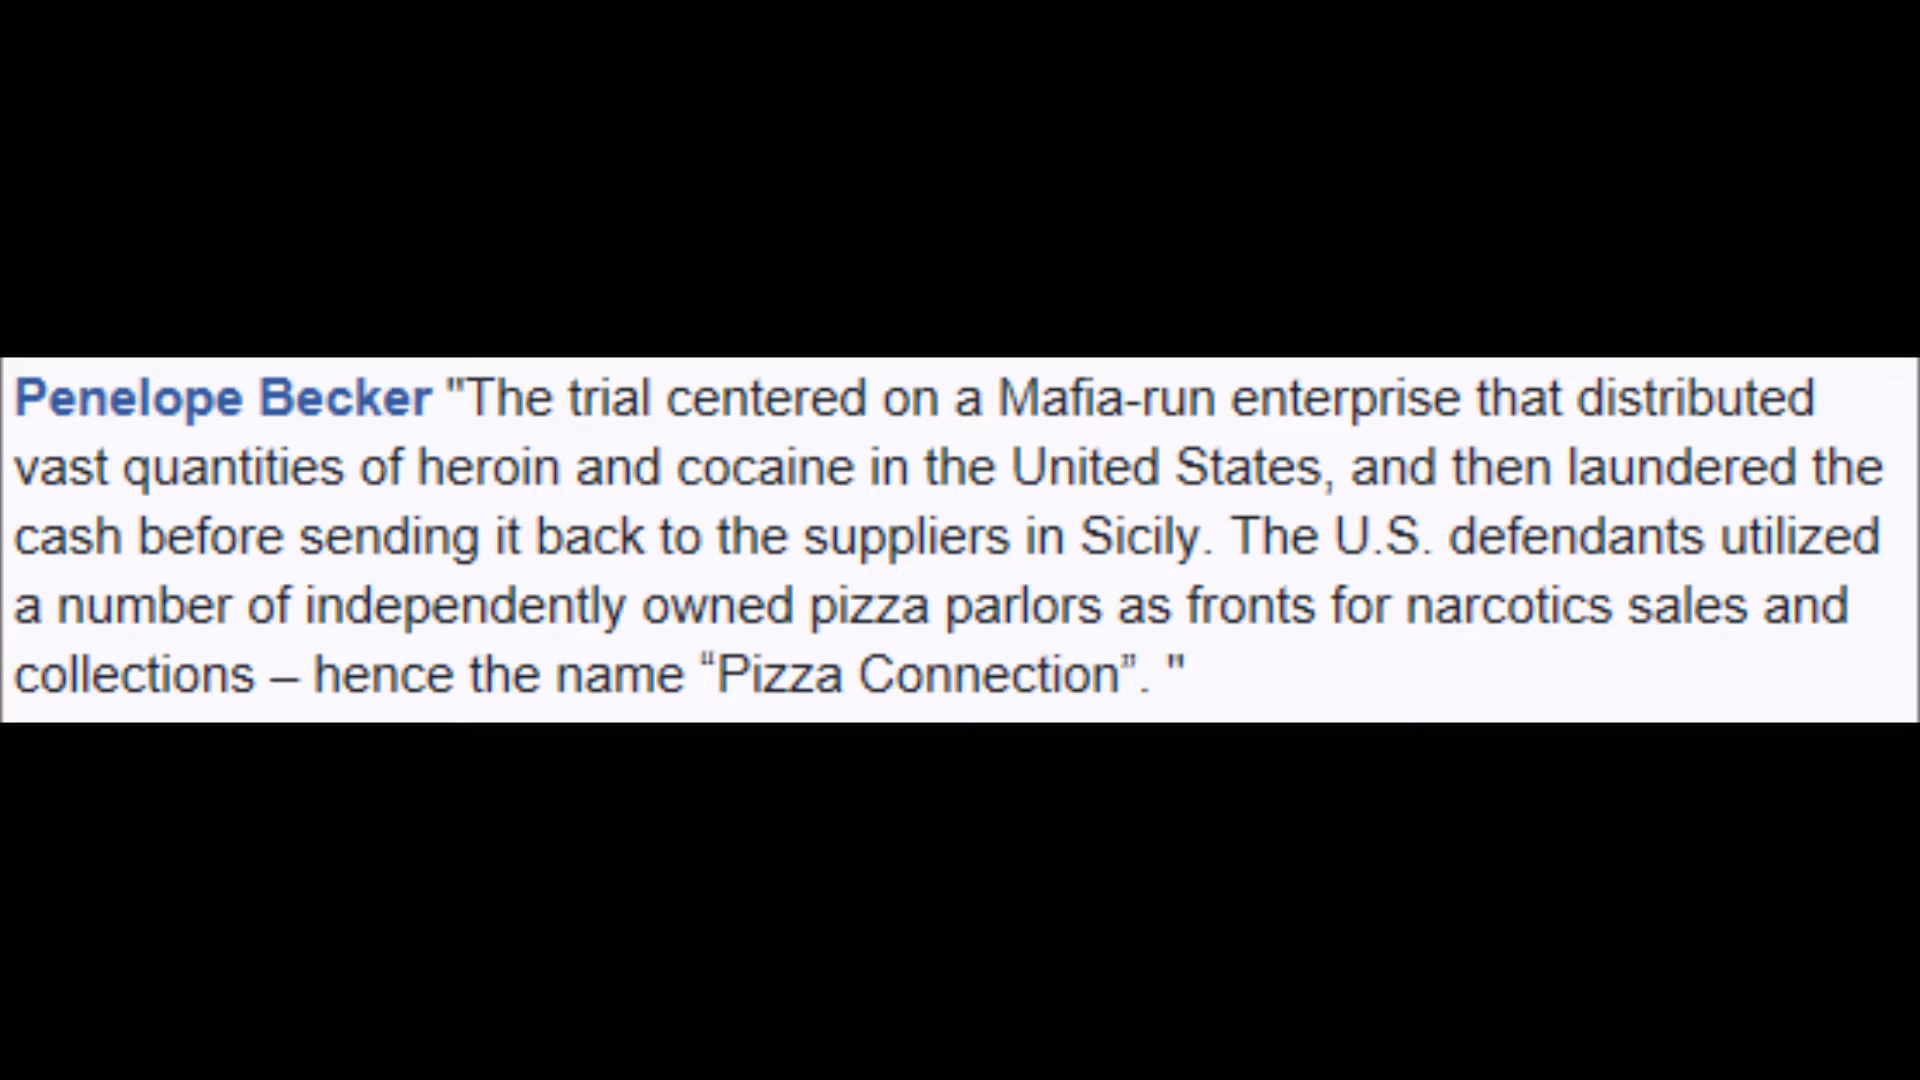 Penelope Becker "The trial centered on a Mafia-run enterprise that distributed
vast quantities of heroin and cocaine in the United States, and then laundered the
cash before sending it back to the suppliers in Sicily. The U.S. defendants utilized
a number of independently owned pizza parlors as fronts for narcotics sales and
collections – hence the name “Pizza Connection”. "